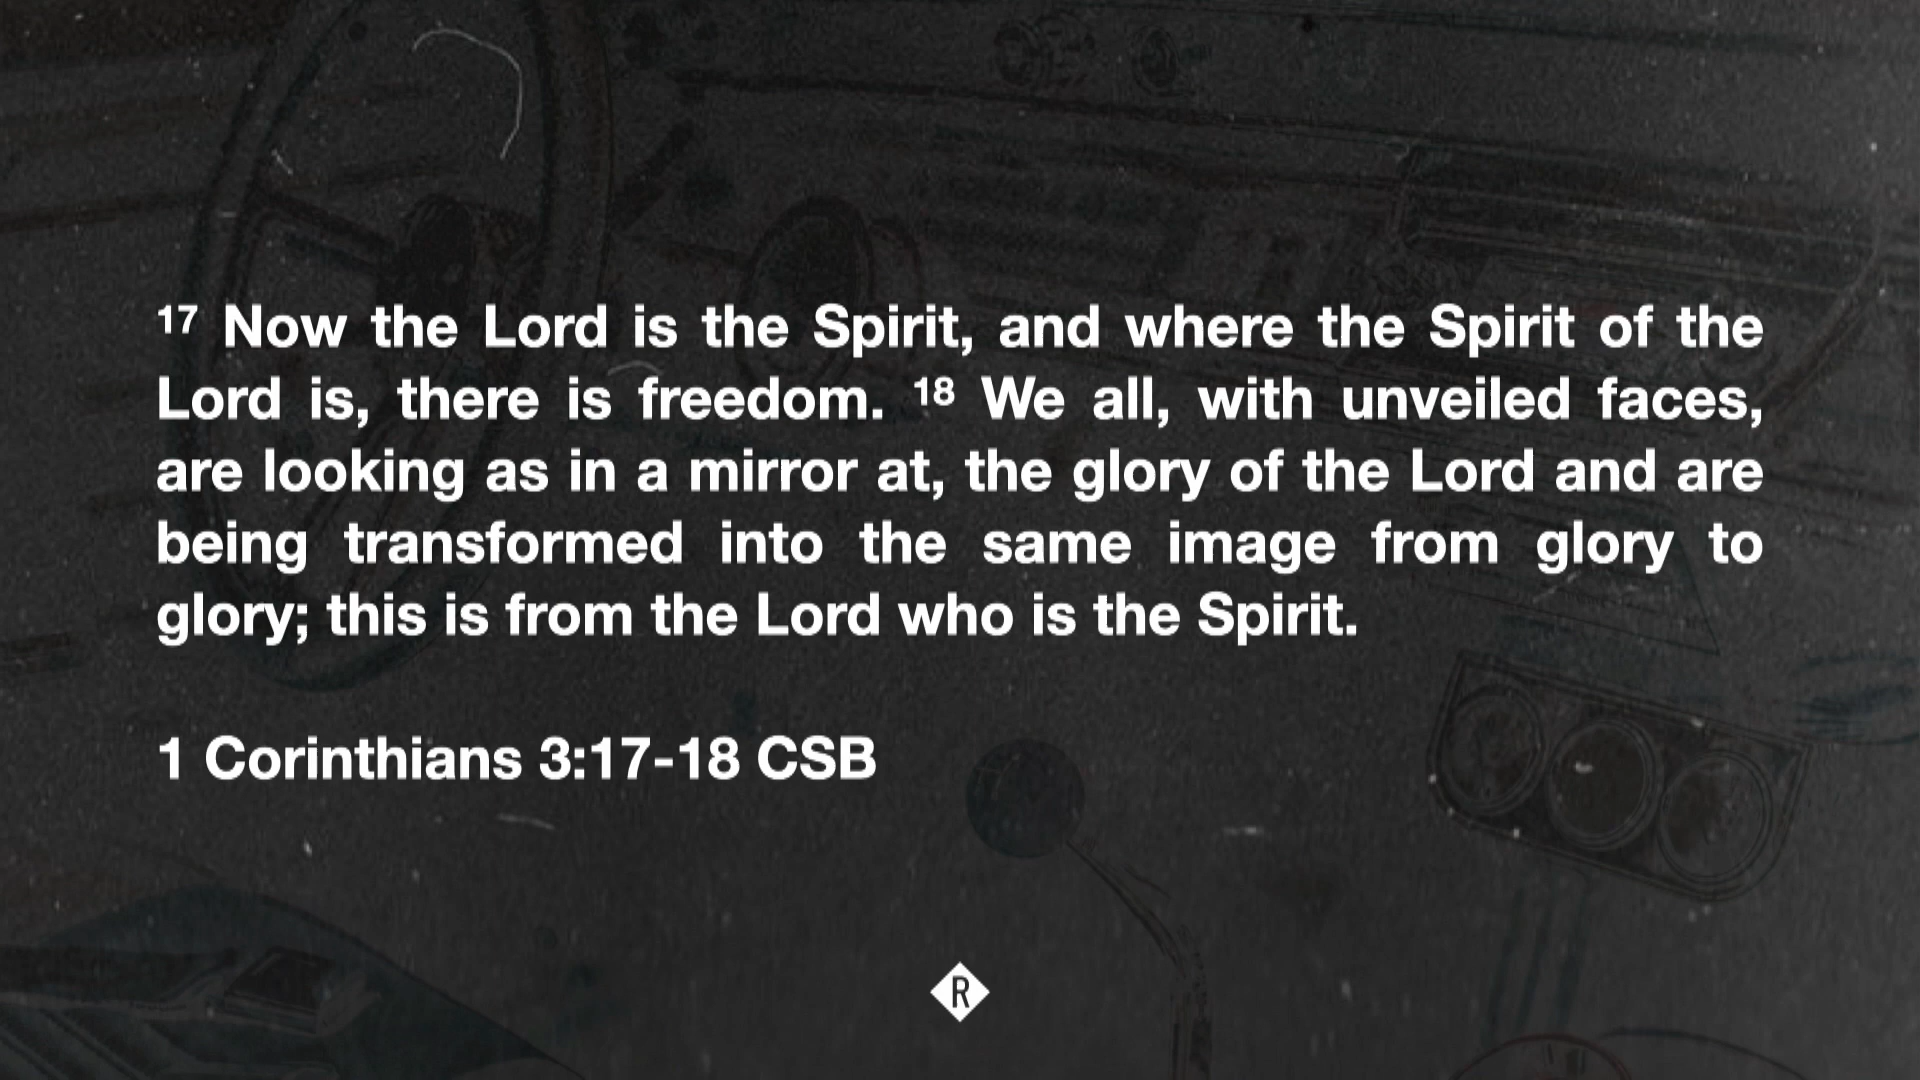 17 Now the Lord is the Spirit, and where the Spirit of the
Lord is, there is freedom. 18 We all, with unveiled faces,
are looking as in a mirror at, the glory of the Lord and are
being transformed into the same image from glory to
glory; this is from the Lord who is the Spirit.
1 Corinthians 3:17-18 CSB
R